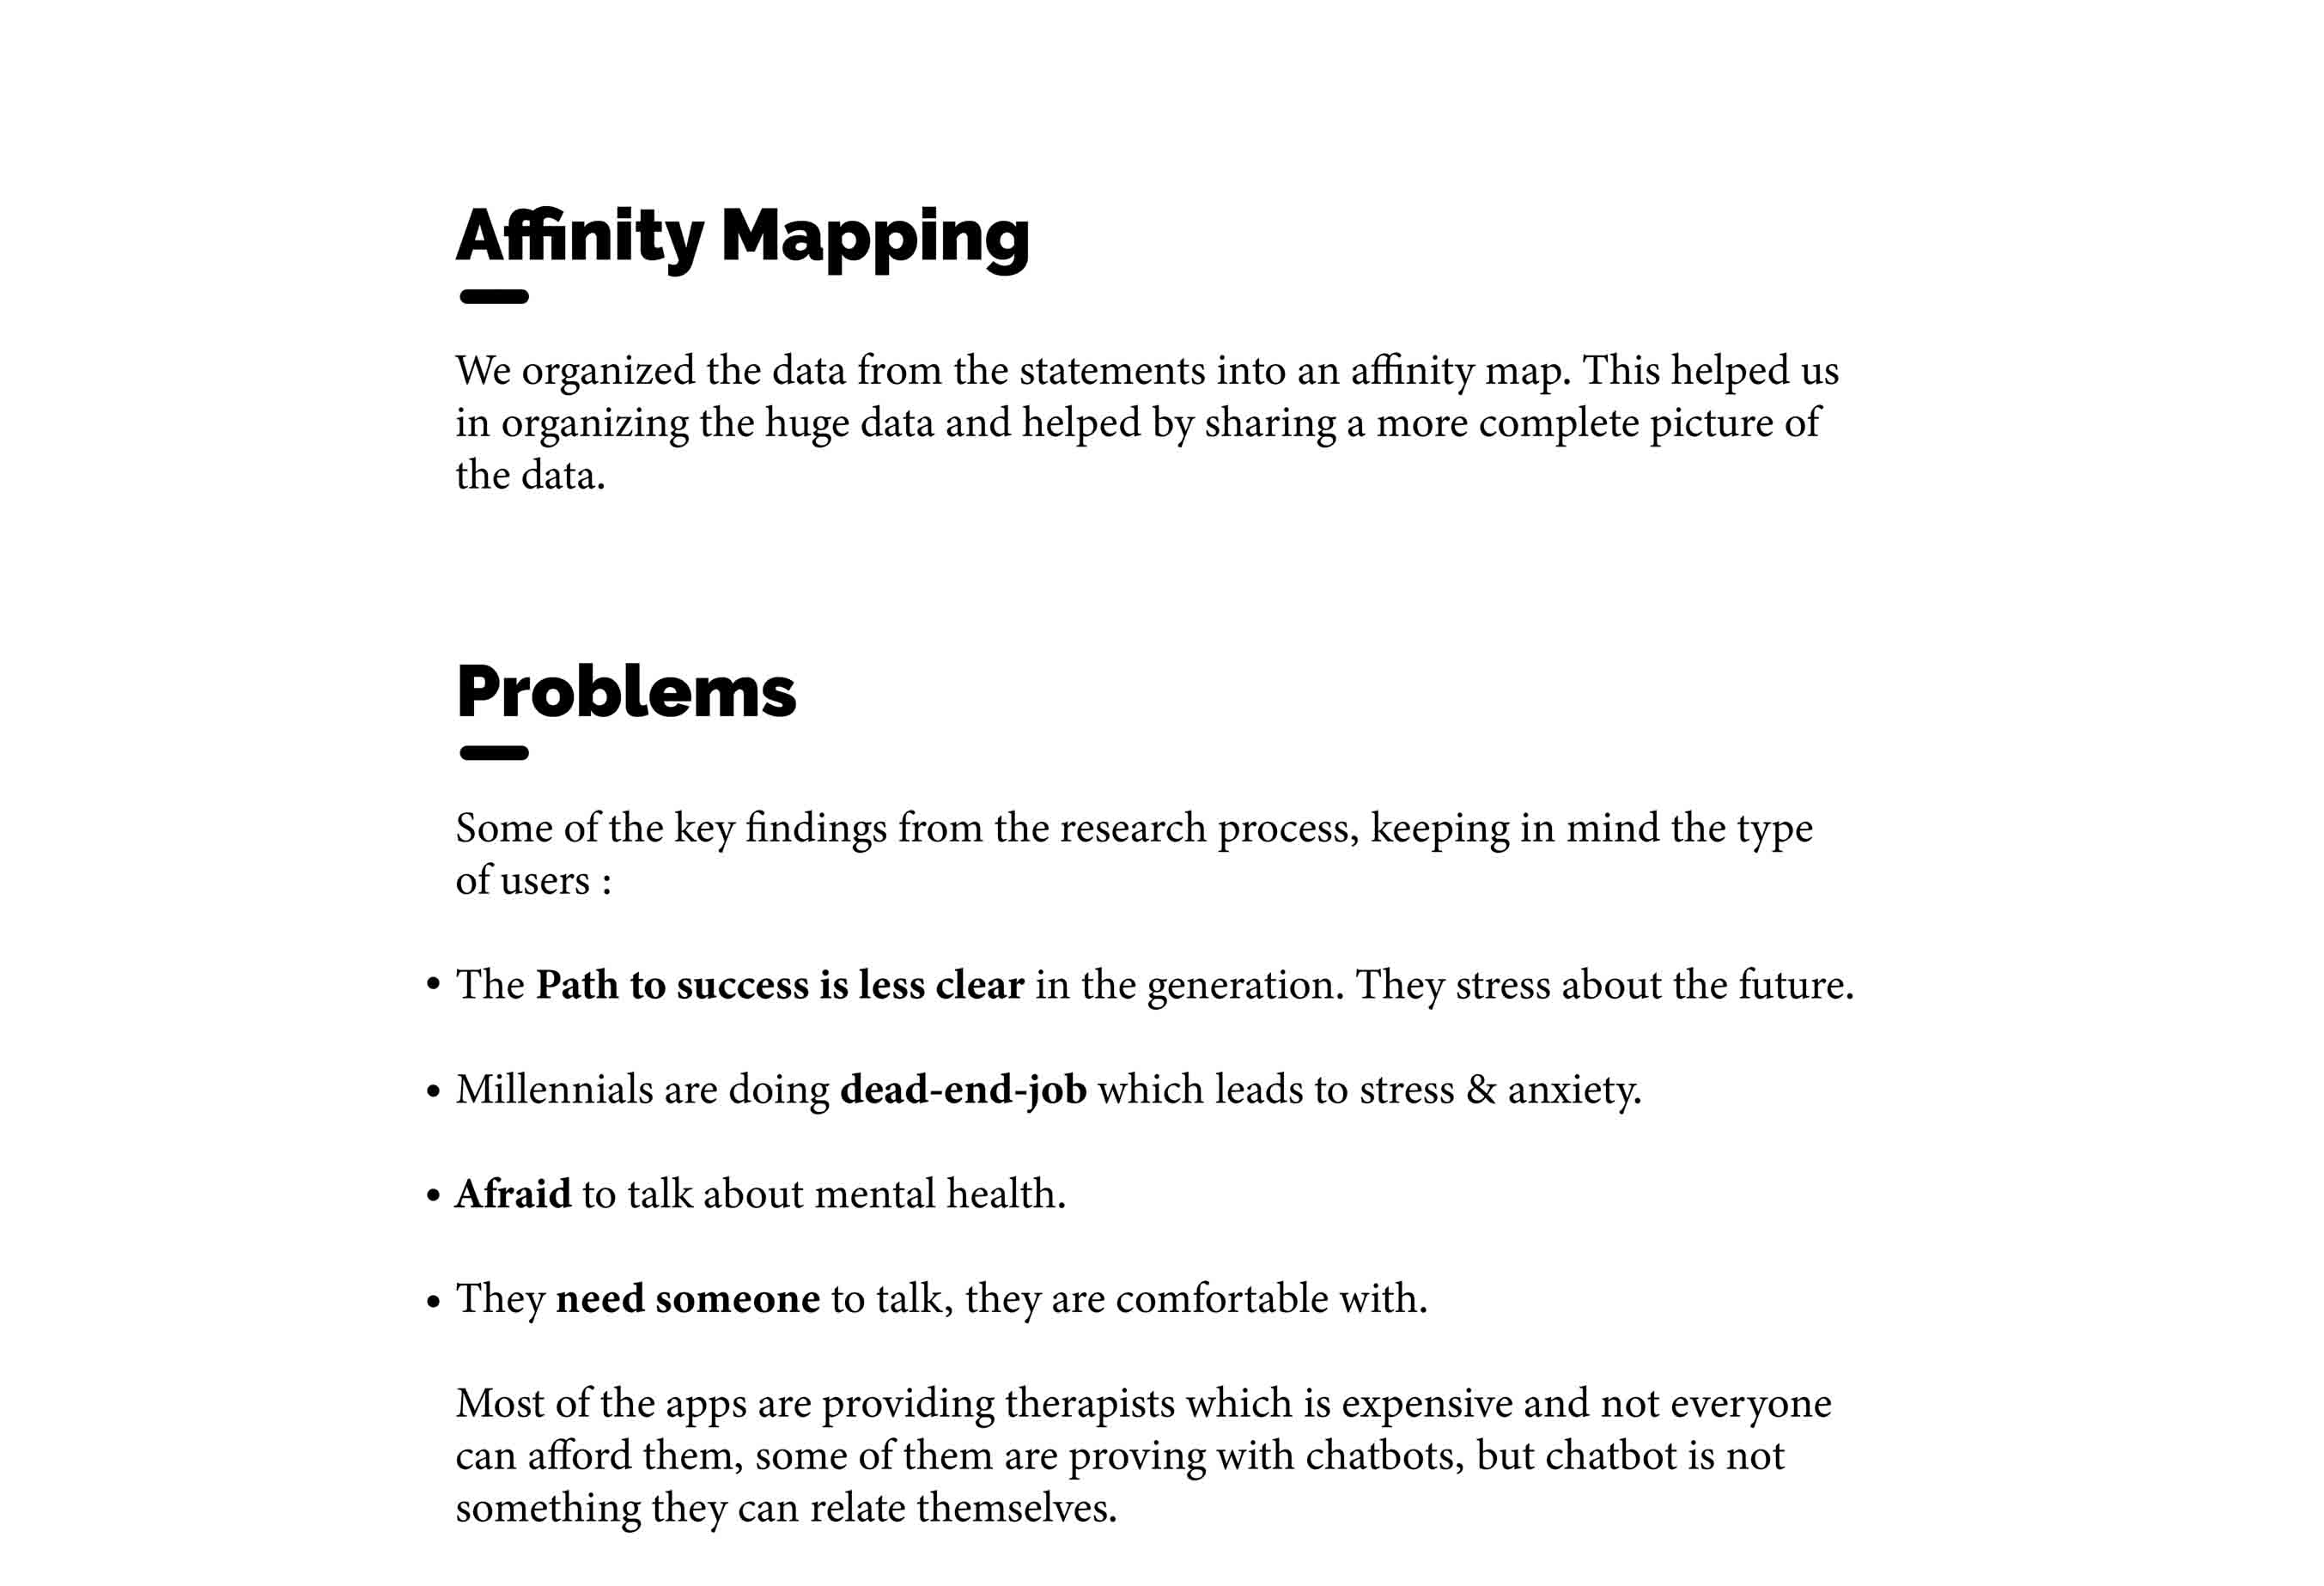 Affinity Mapping
We organized the data from the statements into an affinity map. This helped us
in organizing the huge data and helped by sharing a more complete picture of
the data.
Problems
Some of the key findings from the research process, keeping in mind the type
of users :
• The Path to success is less clear in the generation. They stress about the future.
• Millennials are doing dead-end-job which leads to stress & anxiety.
• Afraid to talk about mental health.
• They need someone to talk, they are comfortable with.
Most of the apps are providing therapists which is expensive and not everyone
can afford them, some of them are proving with chatbots, but chatbot is not
something they can relate themselves.